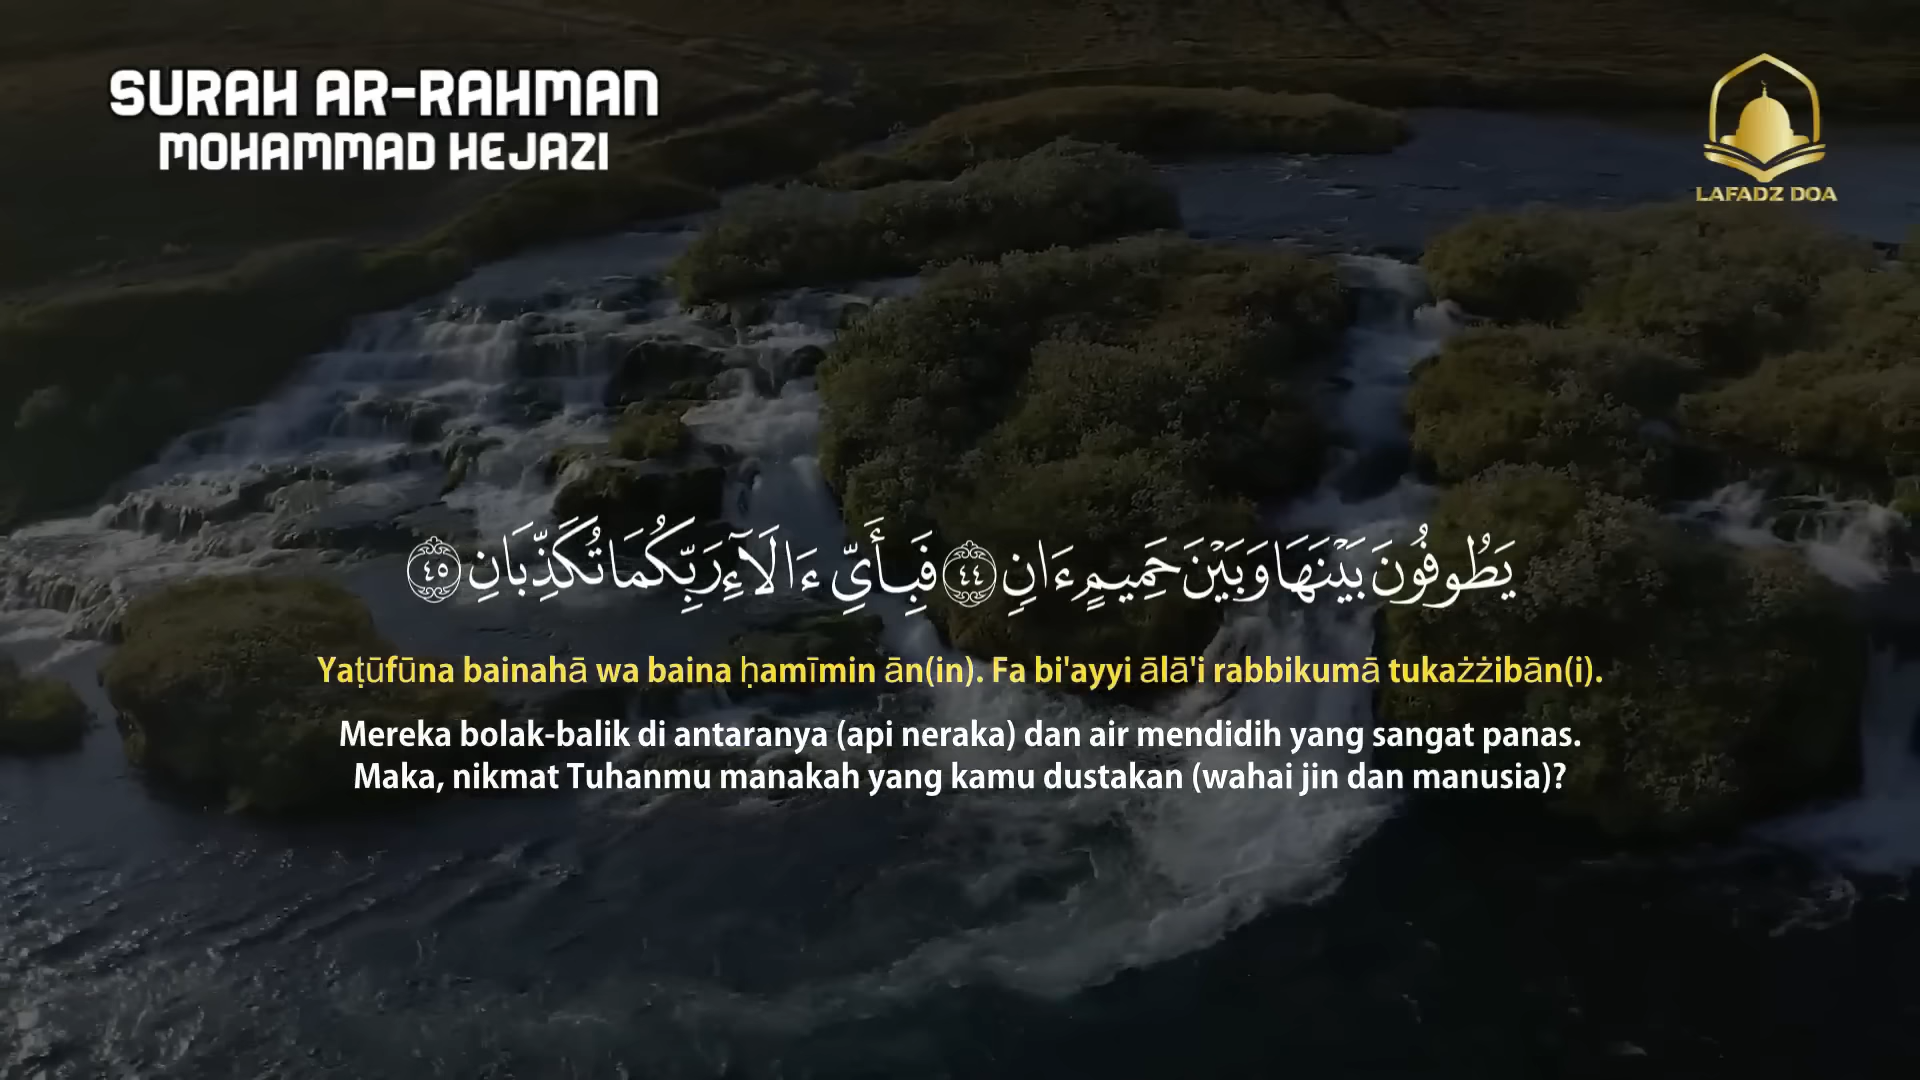 SURAH AR-RAHMAN
MOHAMMAD HEJAZI
LAFADZ DOA
يَطُوفُونَ بَيْنَهَا وَبَيْنَ حَمِيمٍ ءَانٍ ٤٤ فَبِأَيِّ ءَالَآءِ رَبِّكُمَا تُكَذِّبَانِ ٤٥
Yaṭūfūna bainahā wa baina ḥamīmin ān(in). Fa bi'ayyi ālā'i rabbikumā tukażżibān(i).
Mereka bolak-balik di antaranya (api neraka) dan air mendidih yang sangat panas.
Maka, nikmat Tuhanmu manakah yang kamu dustakan (wahai jin dan manusia)?